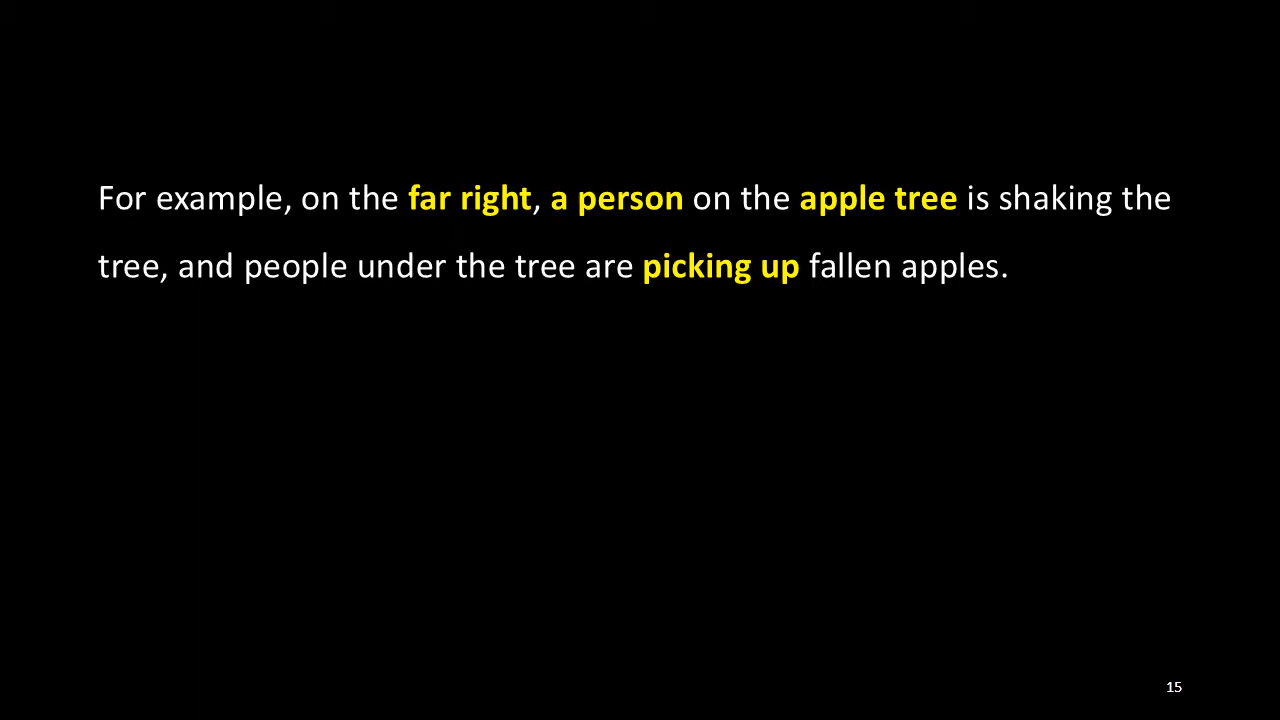 For example, on the far right, a person on the apple tree is shaking the
tree, and people under the tree are picking up fallen apples.
15